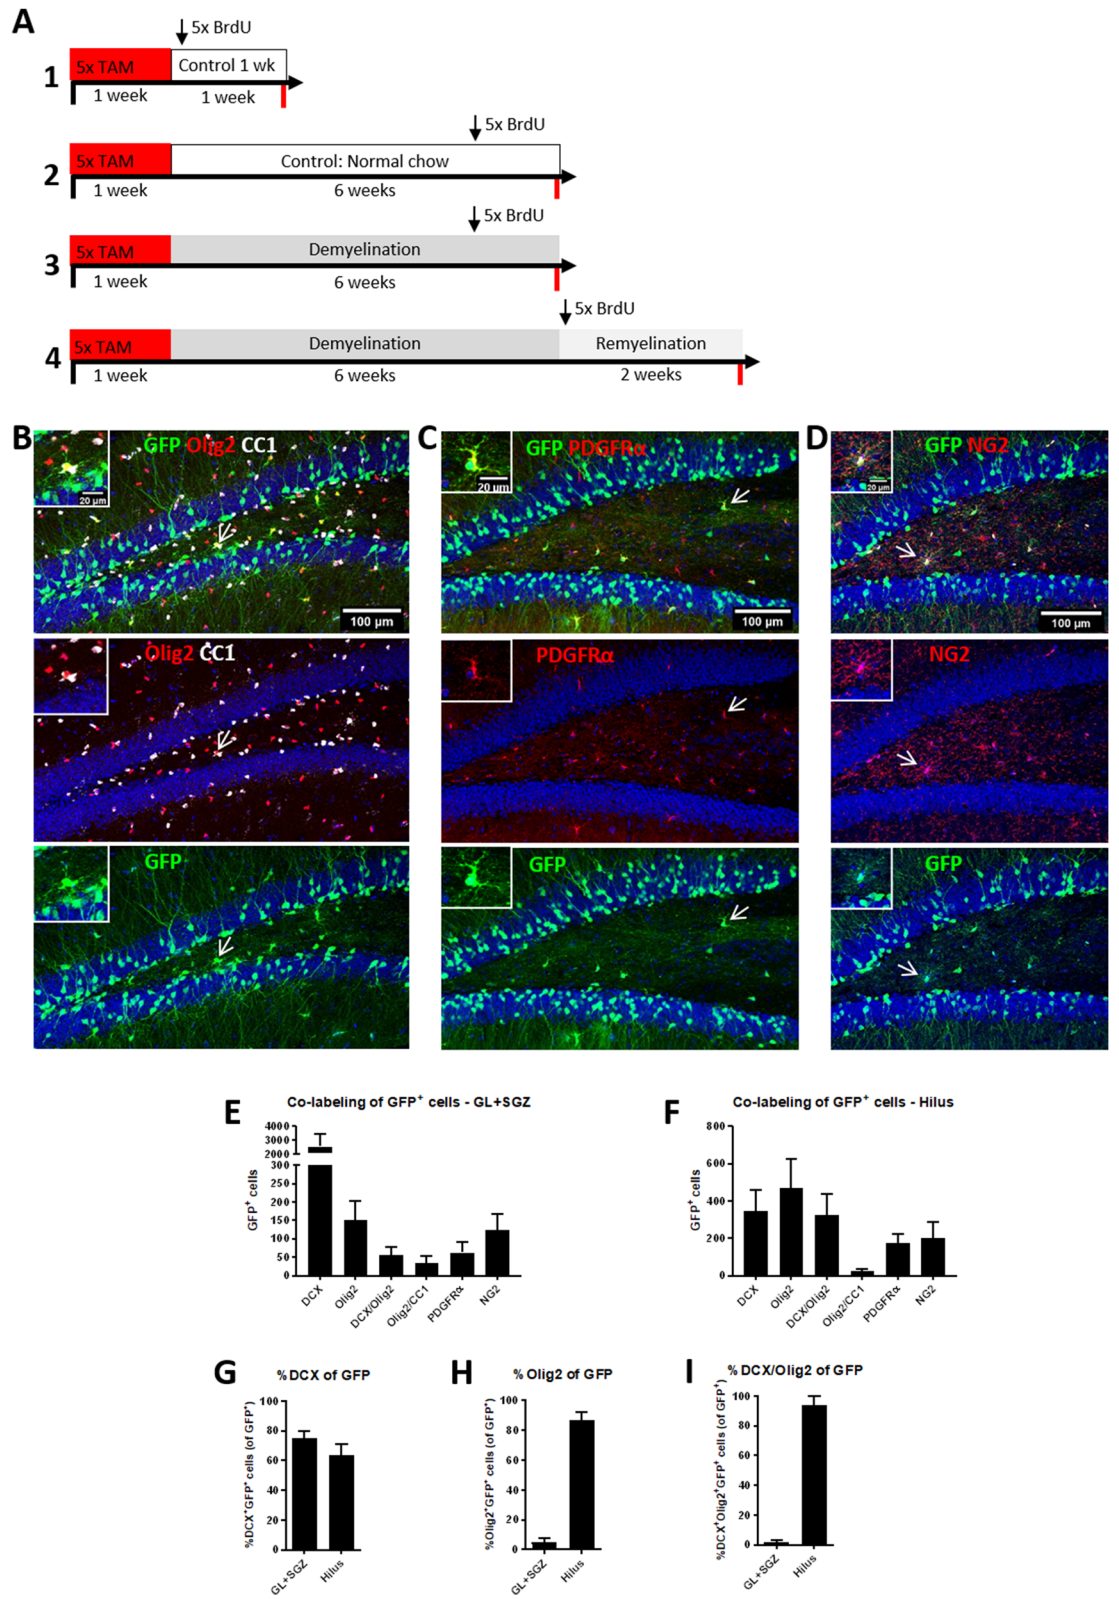 A
5x BrdU
1
5x TAM
Control 1 wk
1 week
1 week
5x BrdU
2
5x TAM
Control: Normal chow
1 week
6 weeks
5x BrdU
3
5x TAM
Demyelination
1 week
6 weeks
5x BrdU
4
5x TAM
Demyelination
Remyelination
1 week
6 weeks
2 weeks
B
GFP Olig2 CC1
20 µm
100 µm
Olig2 CC1
GFP
C
GFP PDGFRα
20 µm
100 µm
PDGFRα
GFP
D
GFP NG2
20 µm
100 µm
NG2
GFP
E
Co-labeling of GFP⁺ cells - GL+SGZ
GFP⁺ cells
4000
3000
2000
300
250
200
150
100
50
0
DCX
Olig2
DCX/Olig2
Olig2/CC1
PDGFRα
NG2
F
Co-labeling of GFP⁺ cells - Hilus
GFP⁺ cells
800
600
400
200
0
DCX
Olig2
DCX/Olig2
Olig2/CC1
PDGFRα
NG2
G
%DCX of GFP
%DCX⁺GFP⁺ cells (of GFP⁺)
100
80
60
40
20
0
GL+SGZ
Hilus
H
% Olig2 of GFP
%Olig2⁺GFP⁺ cells (of GFP⁺)
100
80
60
40
20
0
GL+SGZ
Hilus
I
% DCX/Olig2 of GFP
%DCX⁺Olig2⁺GFP⁺ cells (of GFP⁺)
100
80
60
40
20
0
GL+SGZ
Hilus